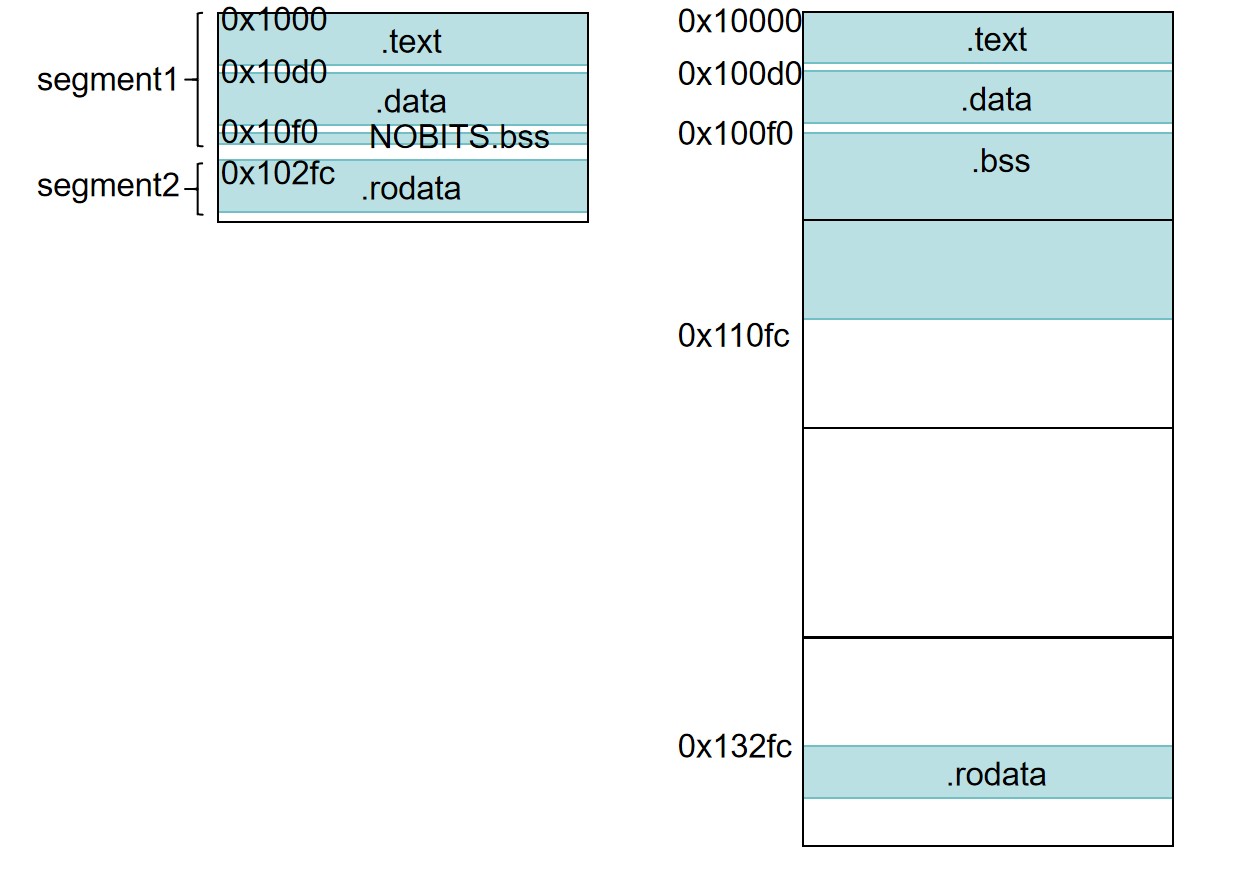 0x1000
.text
segment1
0x10d0
.data
0x10f0
NOBITS.bss
segment2
0x102fc
.rodata
0x10000
.text
0x100d0
.data
0x100f0
.bss
0x110fc
0x132fc
.rodata